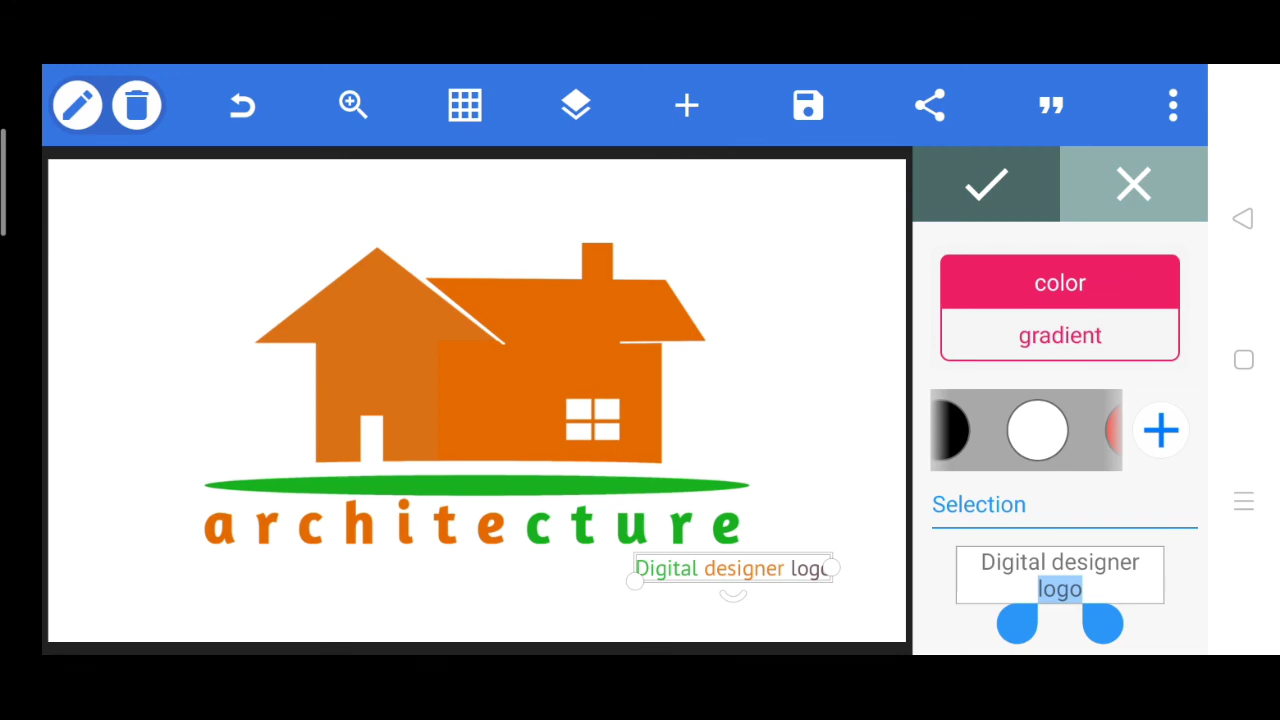 color
gradient
Selection
Digital designer
logo
architecture
Digital designer logo